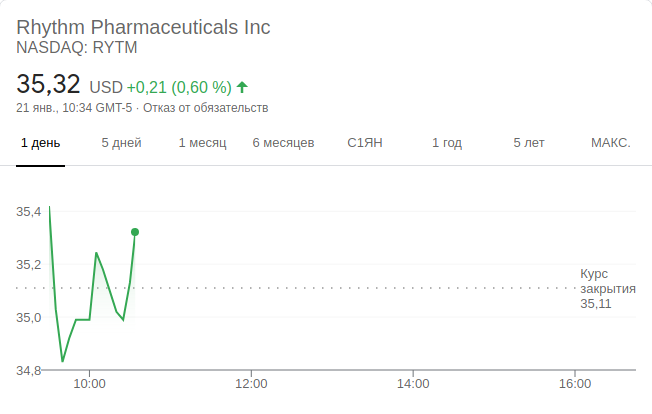 Rhythm Pharmaceuticals Inc
NASDAQ: RYTM
35,32 USD +0,21 (0,60 %)
21 янв., 10:34 GMT-5 · Отказ от обязательств
1 день 5 дней 1 месяц 6 месяцев С1ЯН 1 год 5 лет МАКС.
35,4
35,2
Курс
закрытия
35,11
35,0
34,8
10:00 12:00 14:00 16:00